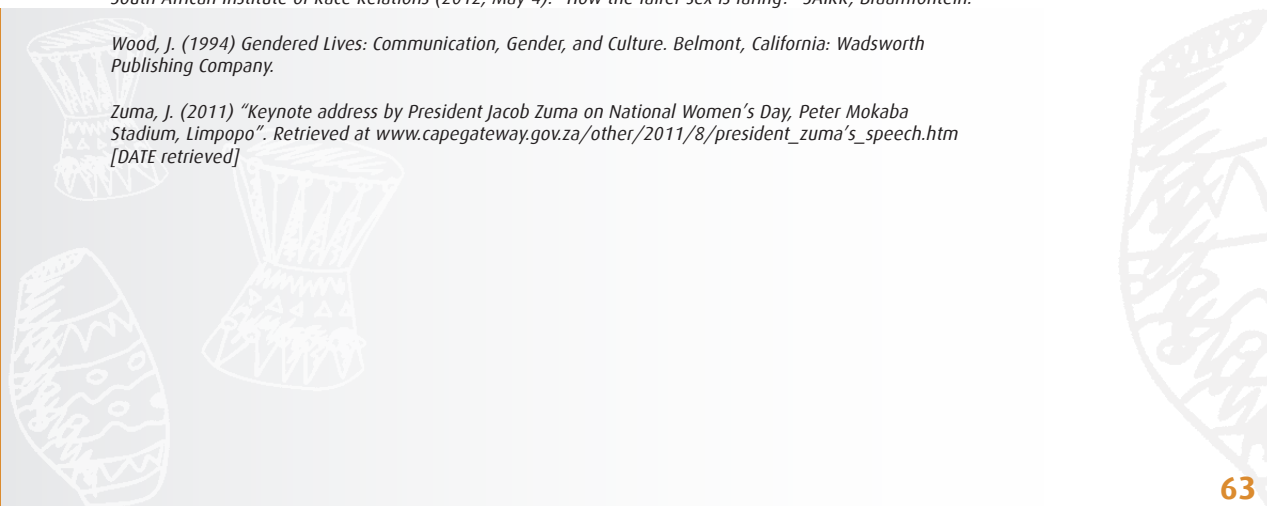 South African Institute of Race Relations (2012, May 4). “How the fairer sex is faring?” SAIRR, Braamfontein.
Wood, J. (1994) Gendered Lives: Communication, Gender, and Culture. Belmont, California: Wadsworth
Publishing Company.
Zuma, J. (2011) “Keynote address by President Jacob Zuma on National Women’s Day, Peter Mokaba
Stadium, Limpopo”. Retrieved at www.capegateway.gov.za/other/2011/8/president_zuma’s_speech.htm
[DATE retrieved]
63